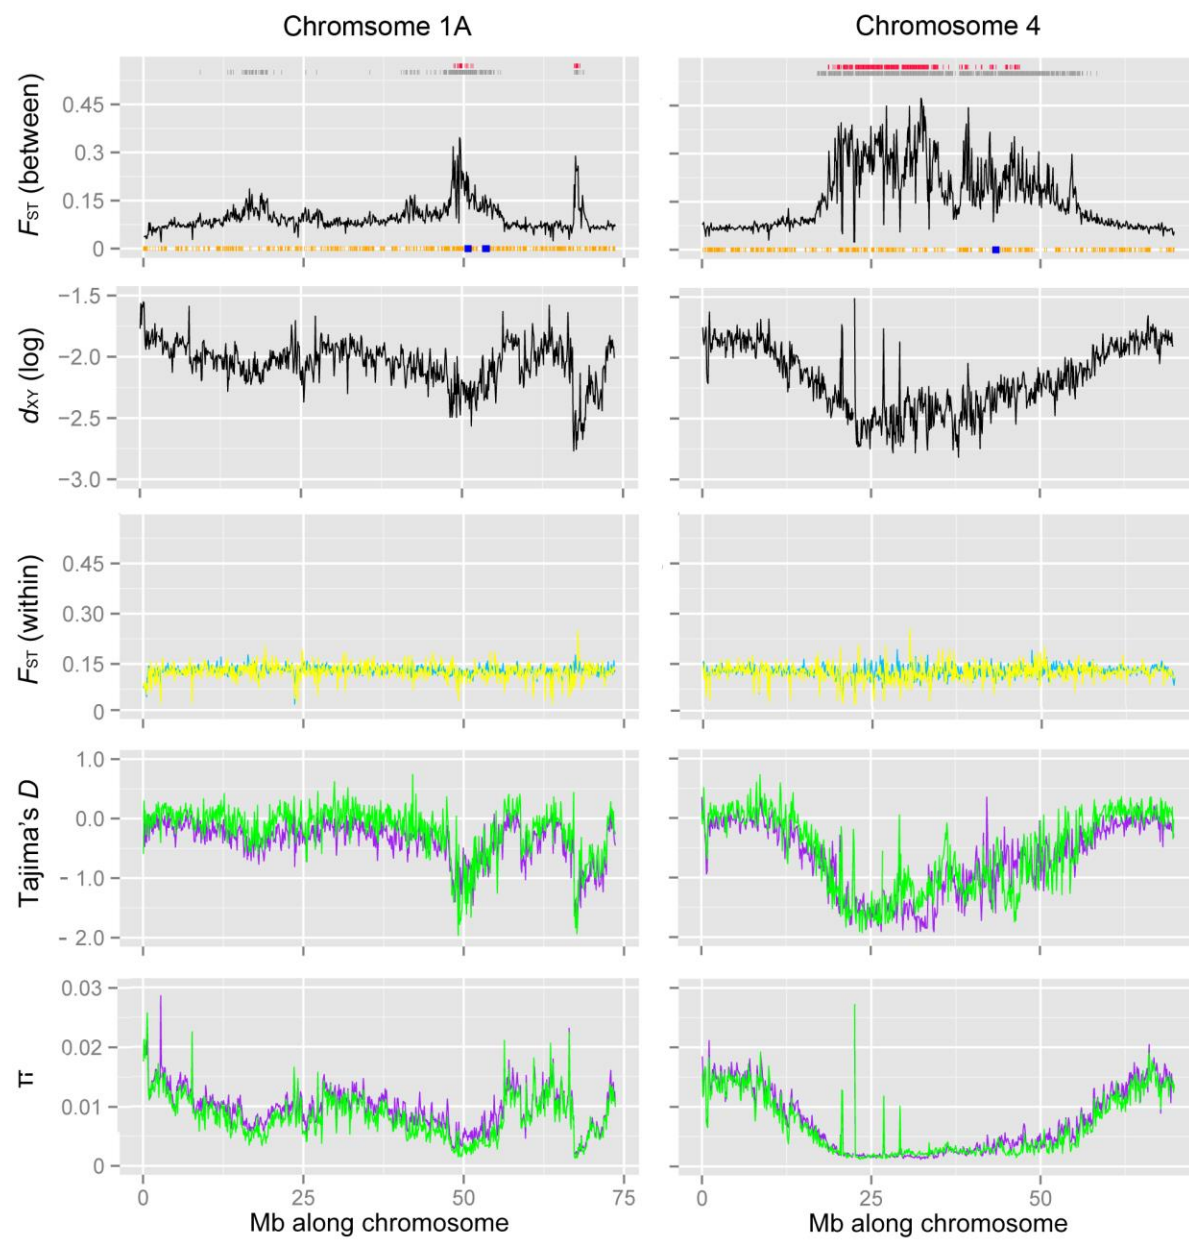 Chromsome 1A
Chromosome 4
FST (between)
0.45
0.3
0.15
0
dXY (log)
−1.5
−2.0
−2.5
−3.0
FST (within)
0.45
0.30
0.15
0
Tajima's D
1.0
0.0
- 1.0
- 2.0
π
0.03
0.02
0.01
0
0 25 50 75
0 25 50
Mb along chromosome
Mb along chromosome